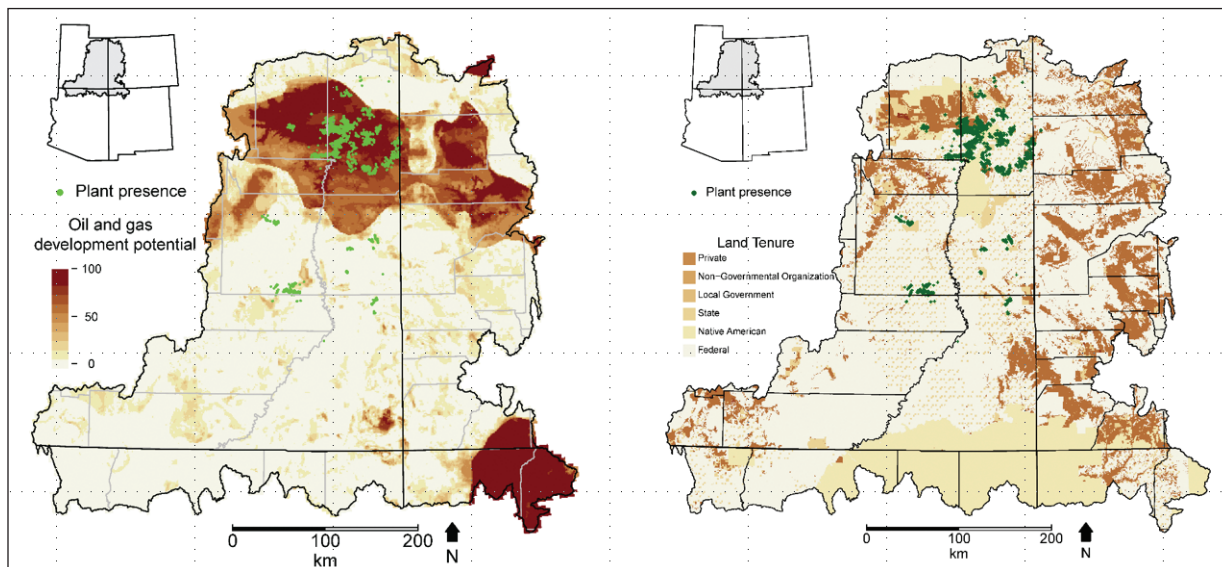 Plant presence
Oil and gas
development potential
100
50
0
0 100 200
km
N
Plant presence
Land Tenure
Private
Non-Governmental Organization
Local Government
State
Native American
Federal
0 100 200
km
N